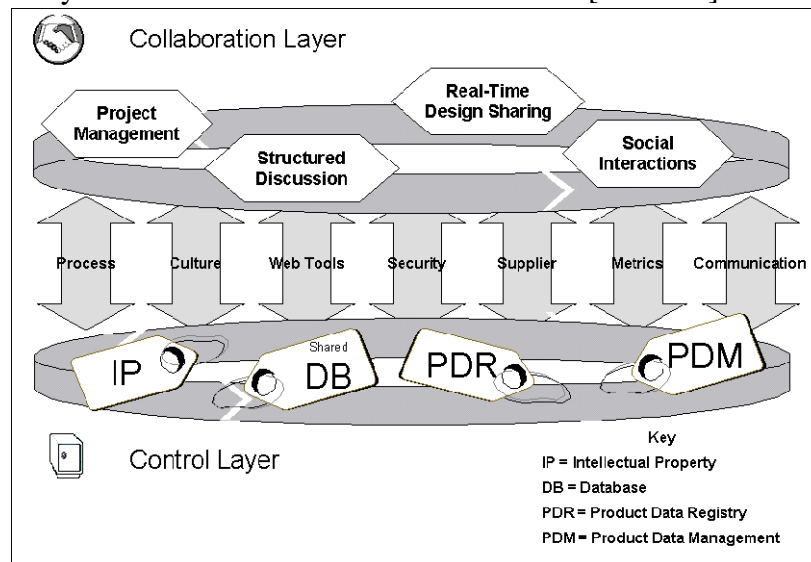 Collaboration Layer
Real-Time
Design Sharing
Project
Management
Social
Interactions
Structured
Discussion
Process Culture Web Tools Security Supplier Metrics Communication
IP
Shared
DB
PDR
PDM
Key
Control Layer
IP = Intellectual Property
DB = Database
PDR = Product Data Registry
PDM = Product Data Management